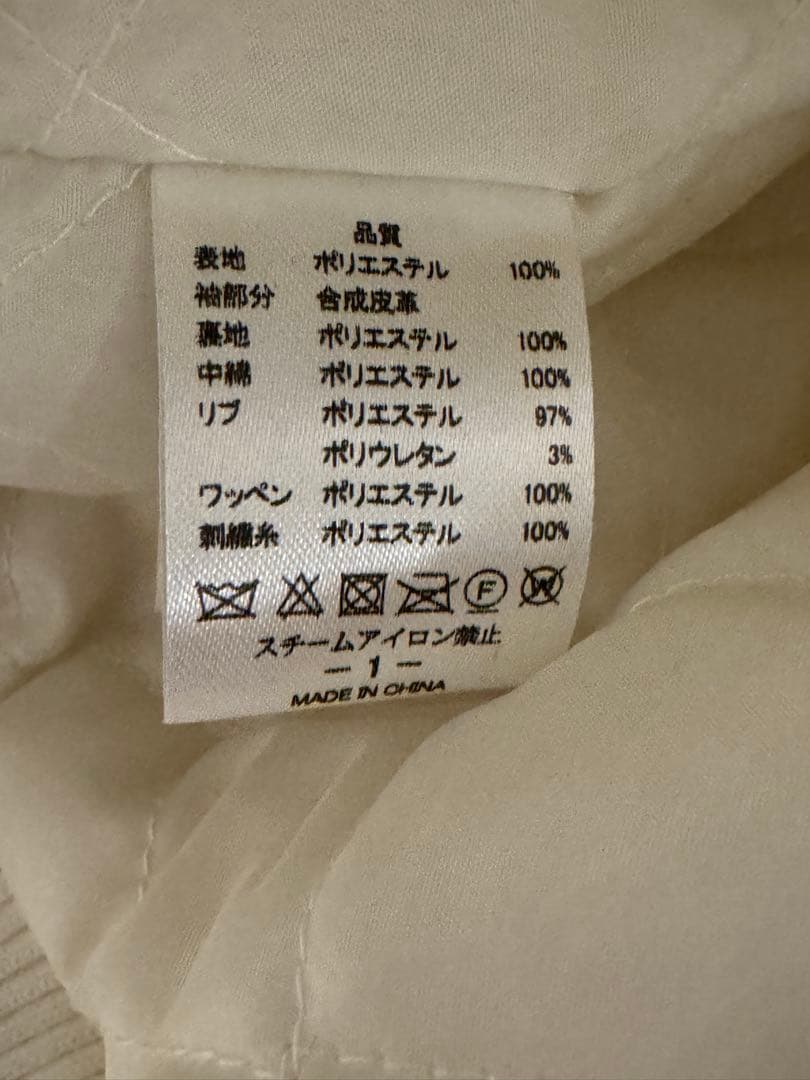 品質
表地 ポリエステル 100%
袖部分 合成皮革
裏地 ポリエステル 100%
中綿 ポリエステル 100%
リブ ポリエステル 97%
ポリウレタン 3%
ワッペン ポリエステル 100%
刺繍糸 ポリエステル 100%
F W
スチームアイロン禁止
— 1 —
MADE IN CHINA